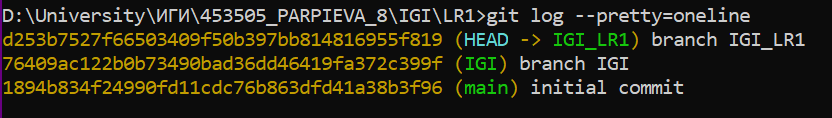 D:\University\ИГИ\453505_PARPIEVA_8\IGI\LR1>git log --pretty=oneline
d253b7527f66503409f50b397bb814816955f819 (HEAD -> IGI_LR1) branch IGI_LR1
76409ac122b0b73490bad36dd46419fa372c399f (IGI) branch IGI
1894b834f24990fd11cdc76b863dfd41a38b3f96 (main) initial commit